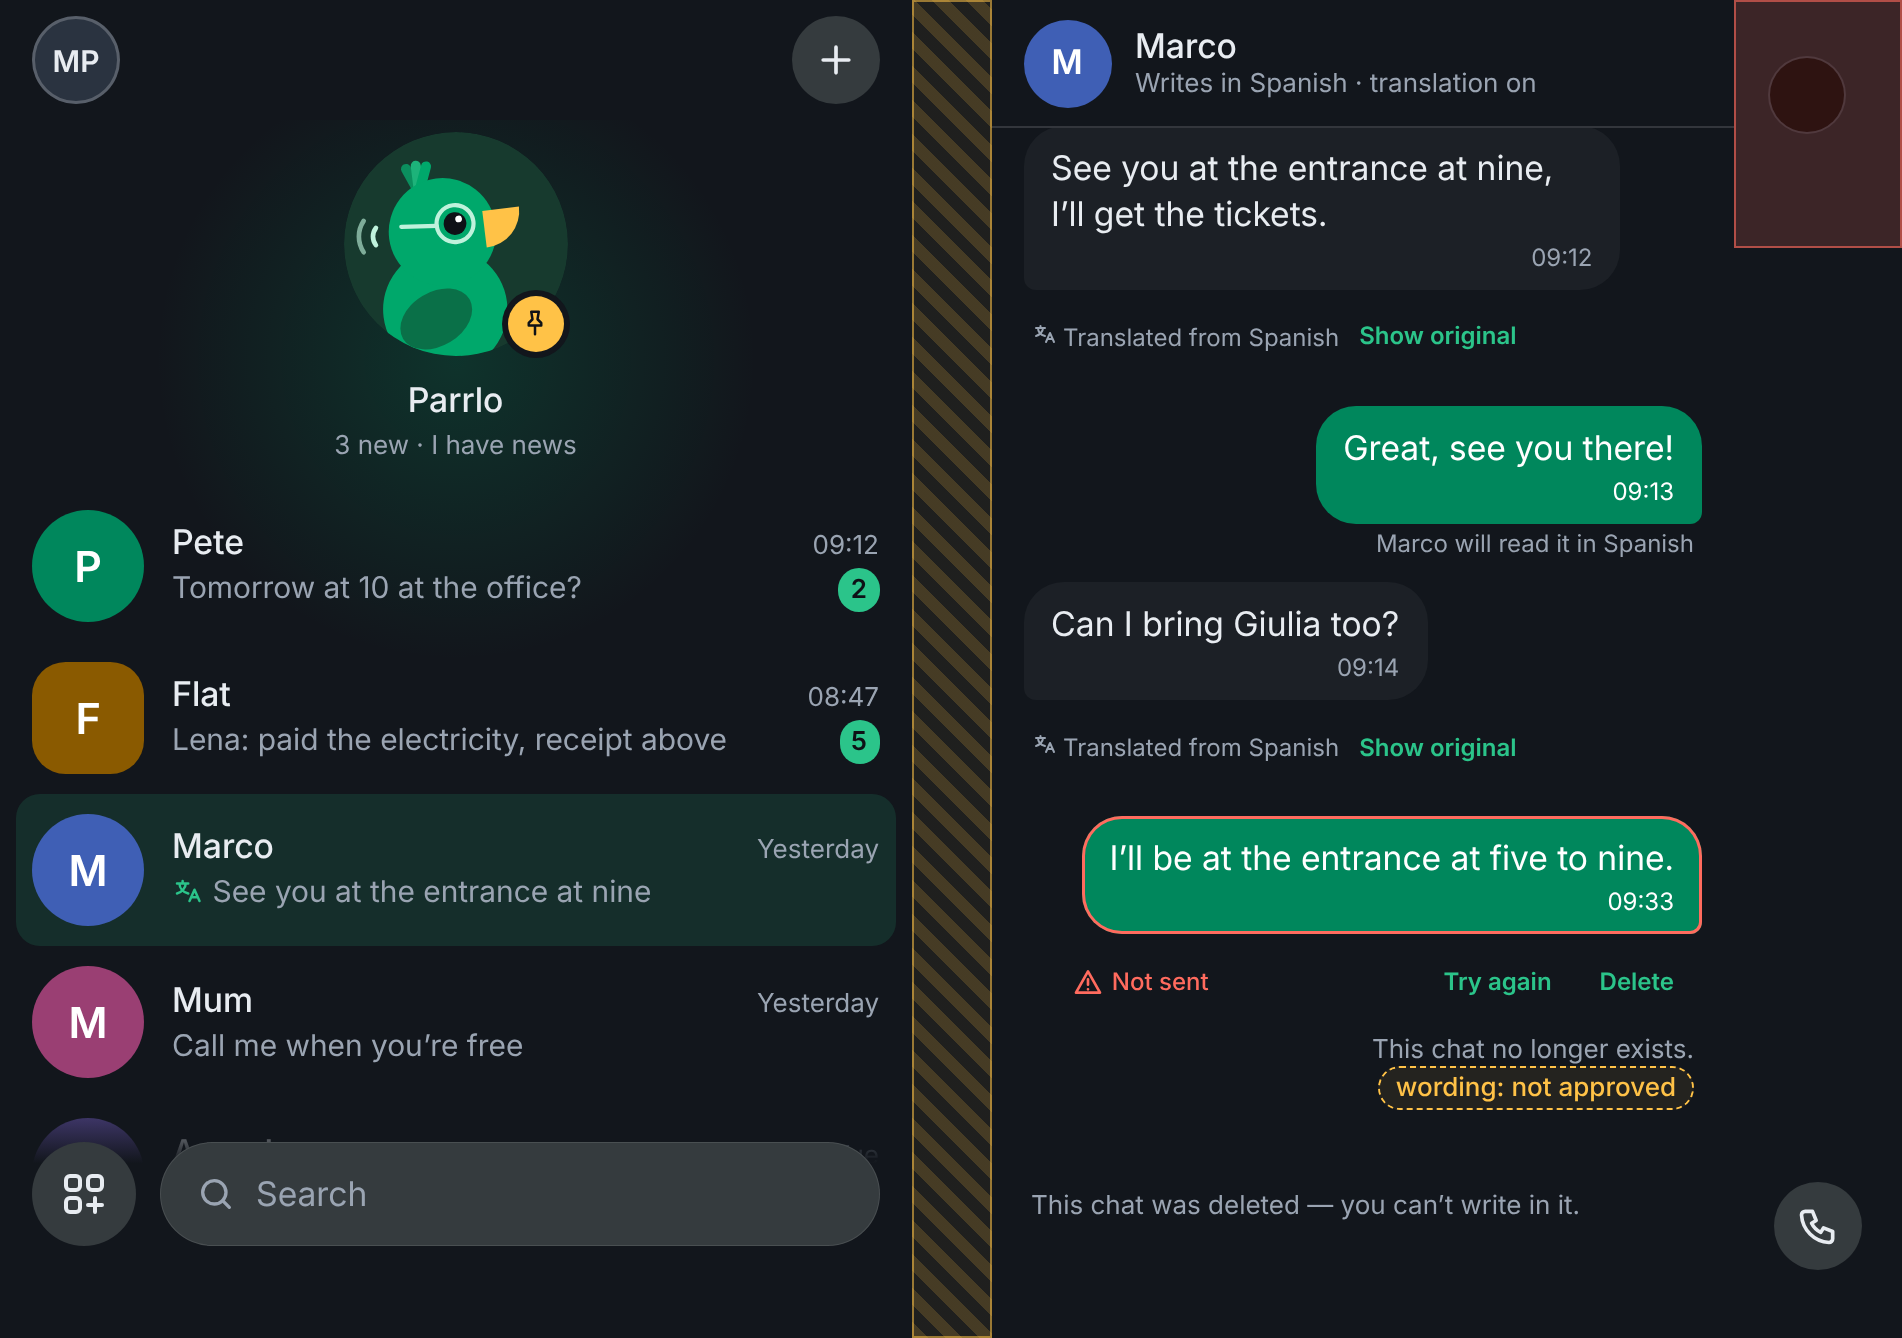 MP
Parrlo
3 new · I have news
P
Pete
09:12
Tomorrow at 10 at the office?
2
F
Flat
08:47
Lena: paid the electricity, receipt above
5
M
Marco
Yesterday
See you at the entrance at nine
M
Mum
Yesterday
Call me when you’re free
Search
M
Marco
Writes in Spanish · translation on
See you at the entrance at nine,
I’ll get the tickets.
09:12
Translated from Spanish Show original
Great, see you there!
09:13
Marco will read it in Spanish
Can I bring Giulia too?
09:14
Translated from Spanish Show original
I’ll be at the entrance at five to nine.
09:33
Not sent Try again Delete
This chat no longer exists.
wording: not approved
This chat was deleted — you can’t write in it.